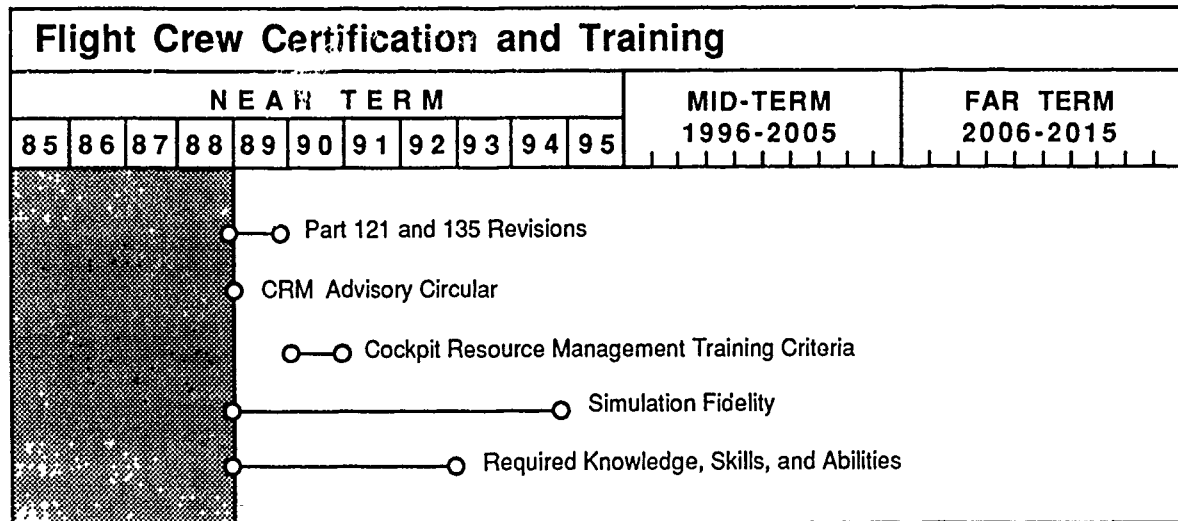 Flight Crew Certification and Training
NEAR TERM
MID-TERM
1996-2005
FAR TERM
2006-2015
85 86 87 88 89 90 91 92 93 94 95
Part 121 and 135 Revisions
CRM Advisory Circular
Cockpit Resource Management Training Criteria
Simulation Fidelity
Required Knowledge, Skills, and Abilities